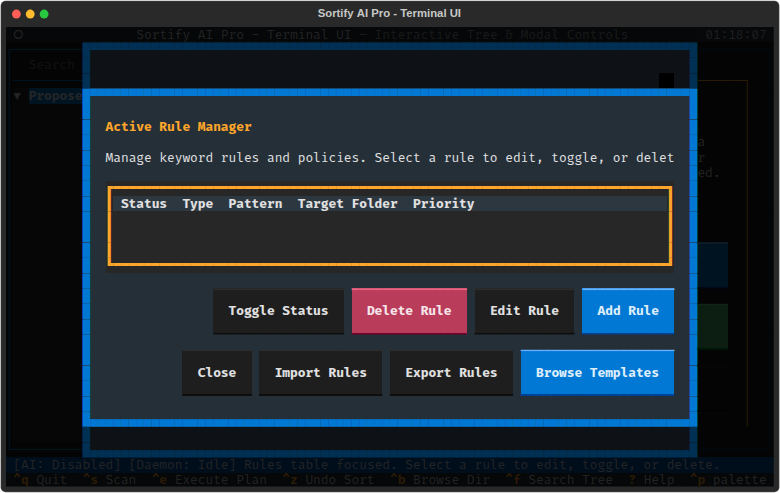 Sortify AI Pro - Terminal UI
Sortify AI Pro – Terminal UI — Interactive Tree & Modal Controls 01:18:07
Search
▼ Propose
Active Rule Manager
Manage keyword rules and policies. Select a rule to edit, toggle, or delet
a
r
ed.
Status Type Pattern Target Folder Priority
Toggle Status Delete Rule Edit Rule Add Rule
Close Import Rules Export Rules Browse Templates
[AI: Disabled] [Daemon: Idle] Rules table focused. Select a rule to edit, toggle, or delete.
^q Quit ^s Scan ^e Execute Plan ^z Undo Sort ^b Browse Dir ^f Search Tree ? Help ^p palette